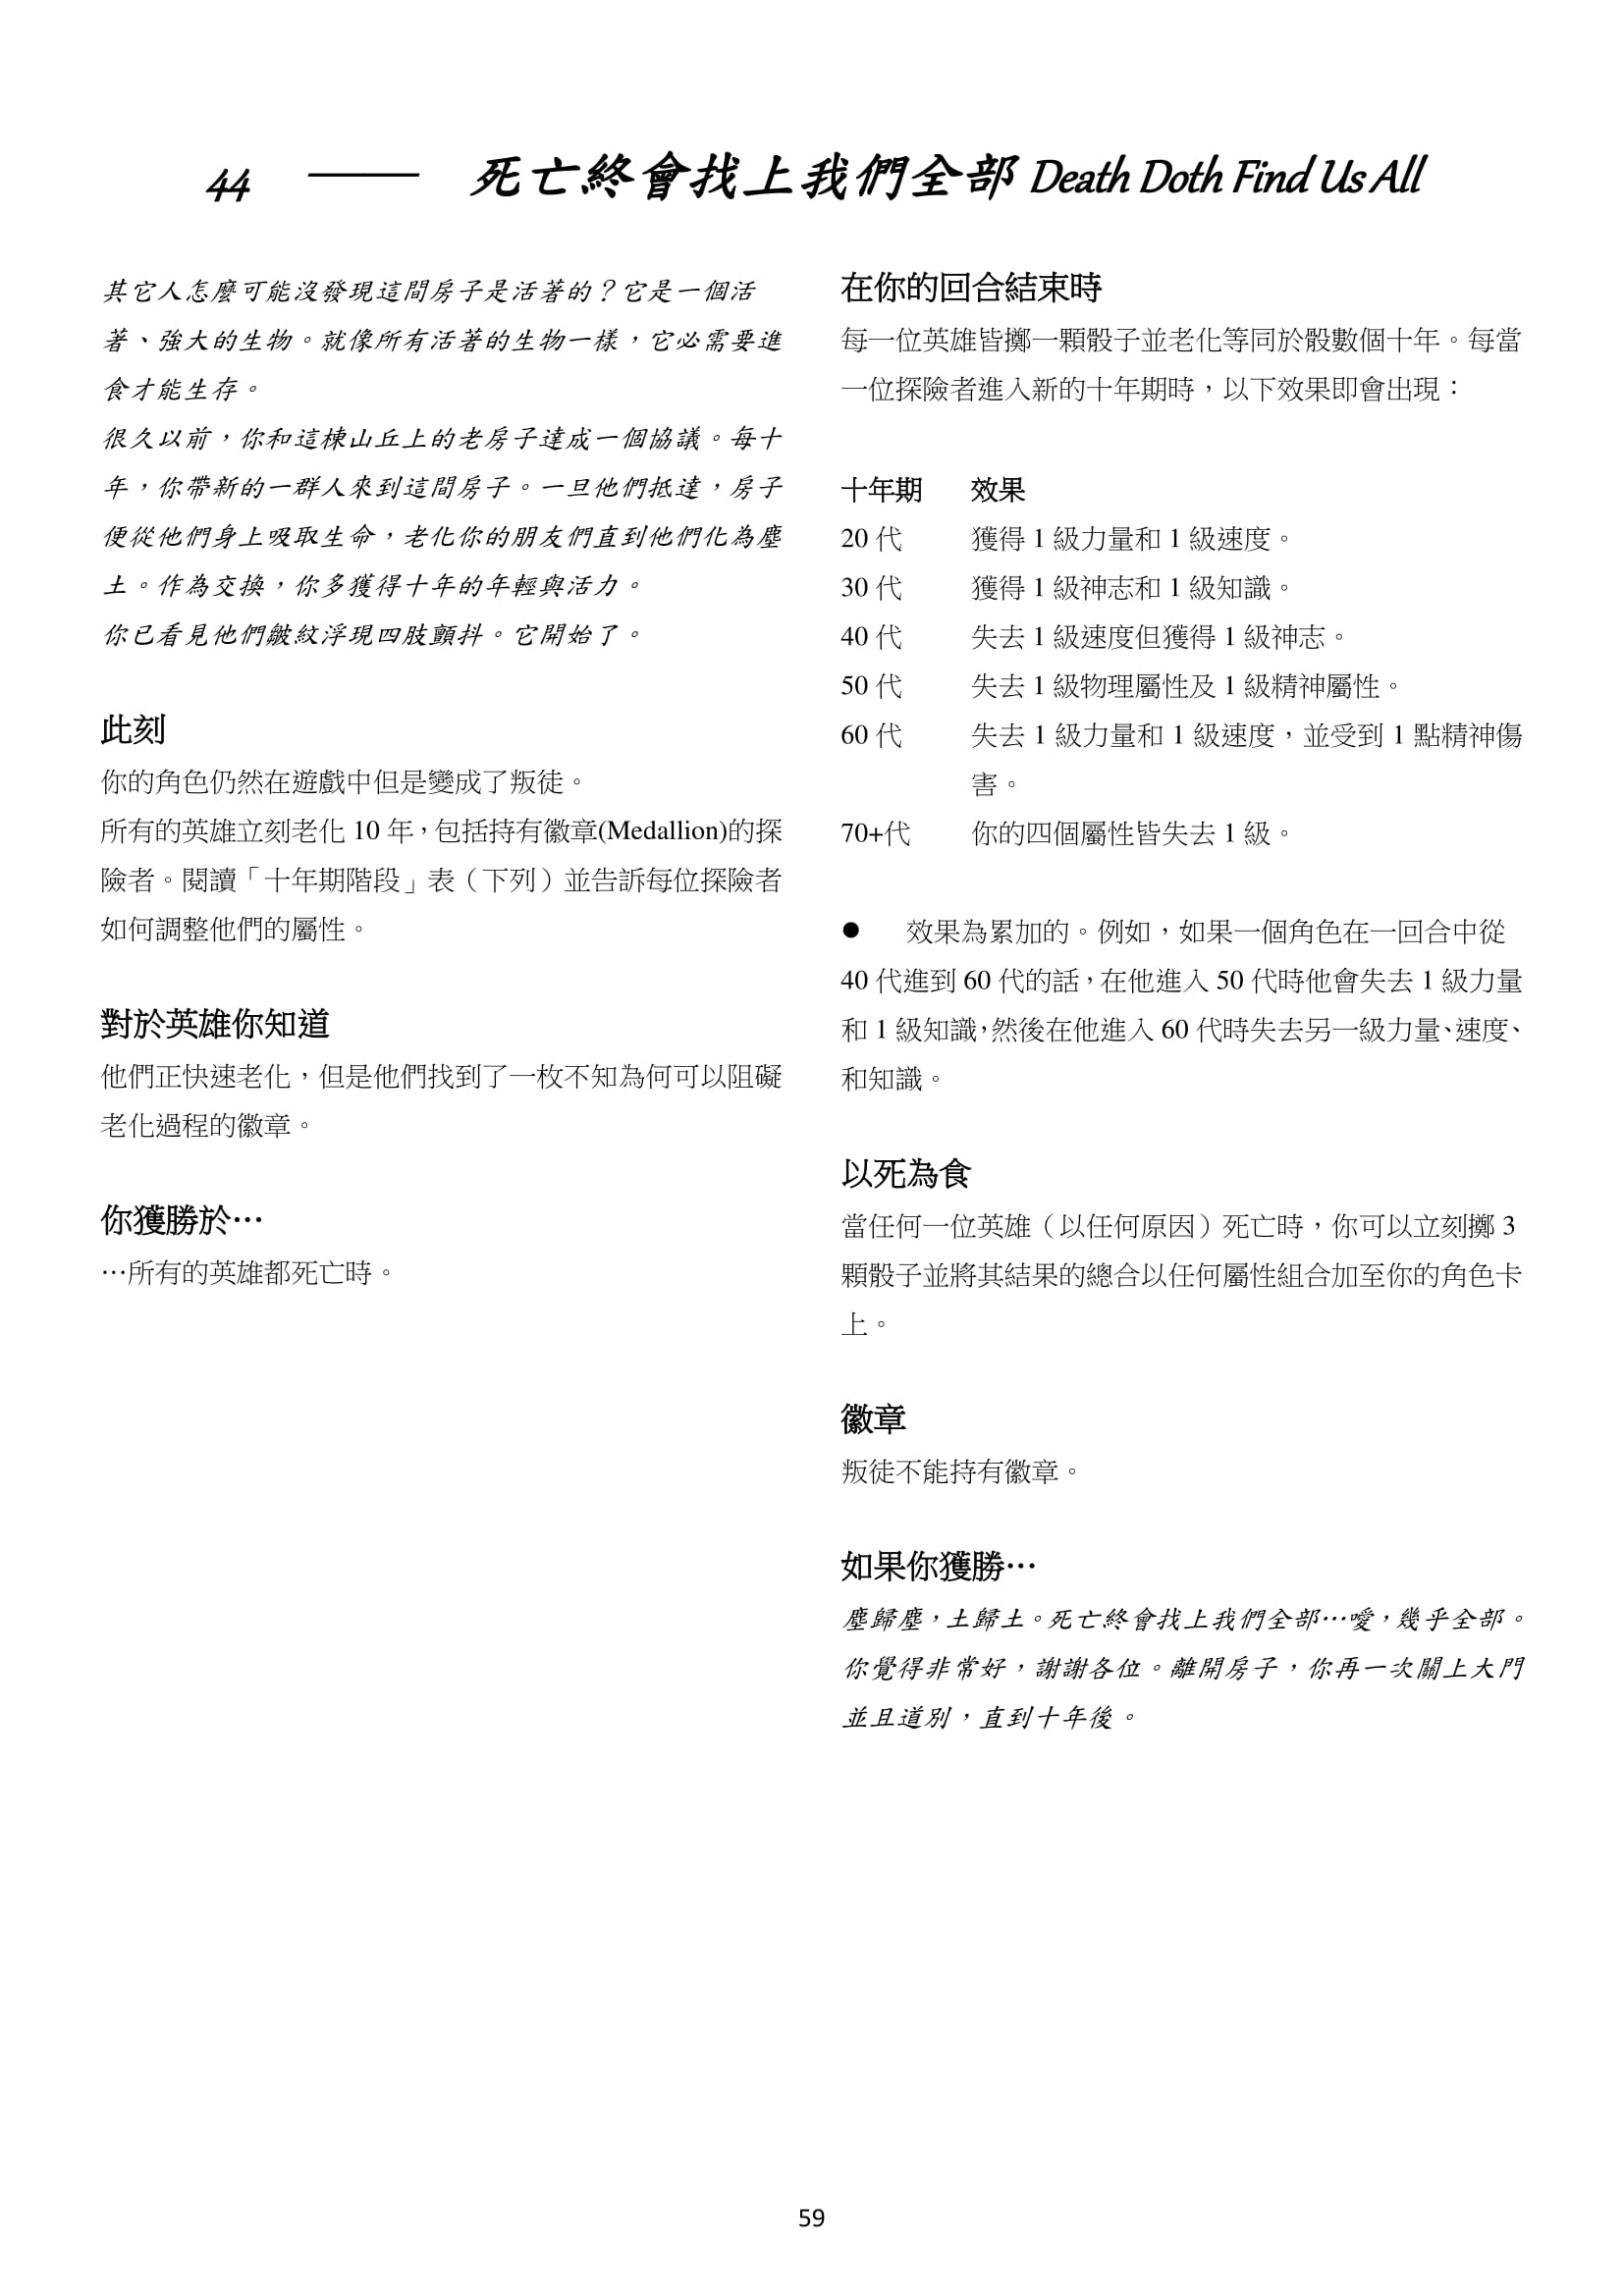 44 —— 死亡終會找上我們全部 Death Doth Find Us All
其它人怎麼可能沒發現這間房子是活著的？它是一個活
著、強大的生物。就像所有活著的生物一樣，它必需要進
食才能生存。
很久以前，你和這棟山丘上的老房子達成一個協議。每十
年，你帶新的一群人來到這間房子。一旦他們抵達，房子
便從他們身上吸取生命，老化你的朋友們直到他們化為塵
土。作為交換，你多獲得十年的年輕與活力。
你已看見他們皺紋浮現四肢顫抖。它開始了。
此刻
你的角色仍然在遊戲中但是變成了叛徒。
所有的英雄立刻老化 10 年，包括持有徽章(Medallion)的探
險者。閱讀「十年期階段」表（下列）並告訴每位探險者
如何調整他們的屬性。
對於英雄你知道
他們正快速老化，但是他們找到了一枚不知為何可以阻礙
老化過程的徽章。
你獲勝於…
…所有的英雄都死亡時。
在你的回合結束時
每一位英雄皆擲一顆骰子並老化等同於骰數個十年。每當
一位探險者進入新的十年期時，以下效果即會出現：
十年期 效果
20 代 獲得 1 級力量和 1 級速度。
30 代 獲得 1 級神志和 1 級知識。
40 代 失去 1 級速度但獲得 1 級神志。
50 代 失去 1 級物理屬性及 1 級精神屬性。
60 代 失去 1 級力量和 1 級速度，並受到 1 點精神傷
害。
70+代 你的四個屬性皆失去 1 級。
● 效果為累加的。例如，如果一個角色在一回合中從
40 代進到 60 代的話，在他進入 50 代時他會失去 1 級力量
和 1 級知識，然後在他進入 60 代時失去另一級力量、速度、
和知識。
以死為食
當任何一位英雄（以任何原因）死亡時，你可以立刻擲 3
顆骰子並將其結果的總合以任何屬性組合加至你的角色卡
上。
徽章
叛徒不能持有徽章。
如果你獲勝…
塵歸塵，土歸土。死亡終會找上我們全部…噯，幾乎全部。
你覺得非常好，謝謝各位。離開房子，你再一次關上大門
並且道別，直到十年後。
59